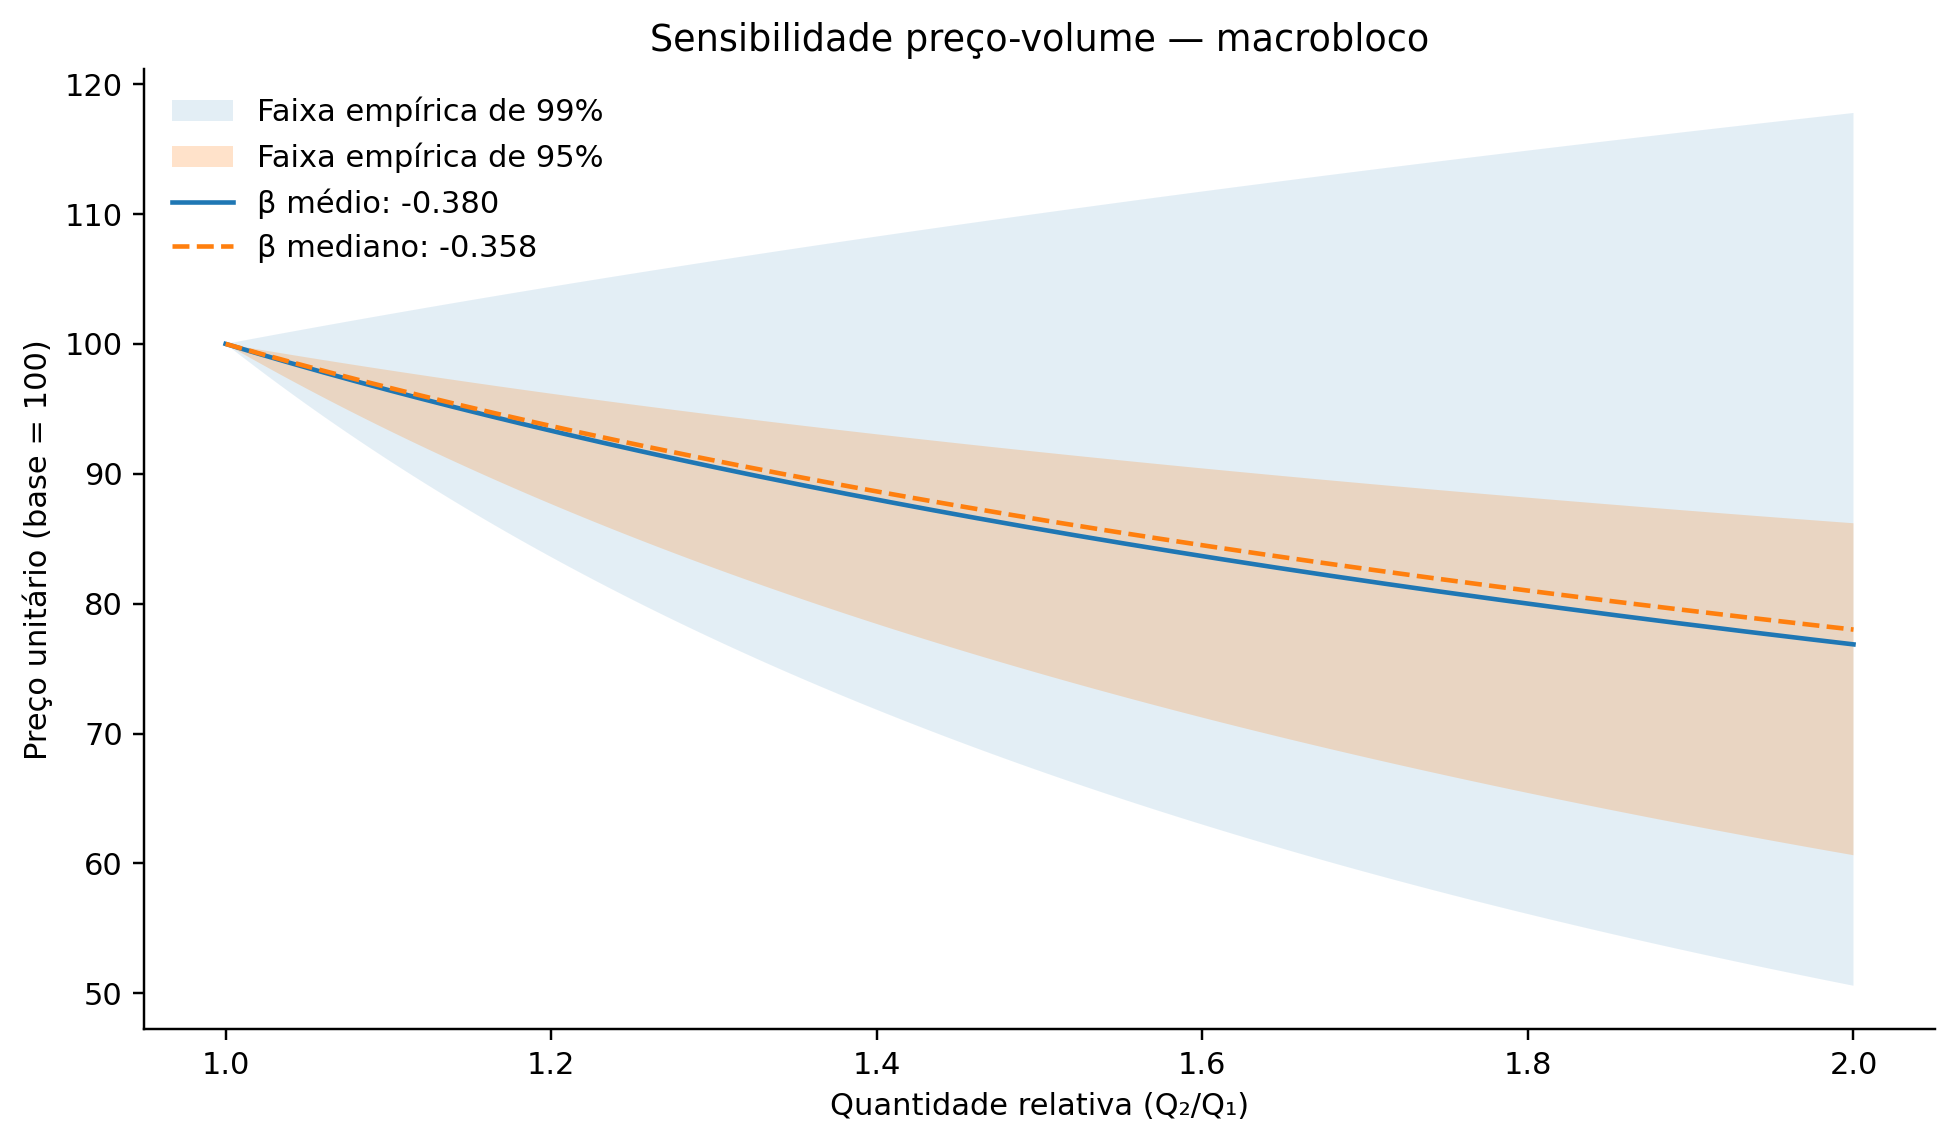 Sensibilidade preço-volume — macrobloco
Faixa empírica de 99%
Faixa empírica de 95%
β médio: -0.380
β mediano: -0.358
Preço unitário (base = 100)
120
110
100
90
80
70
60
50
1.0 1.2 1.4 1.6 1.8 2.0
Quantidade relativa (Q₂/Q₁)